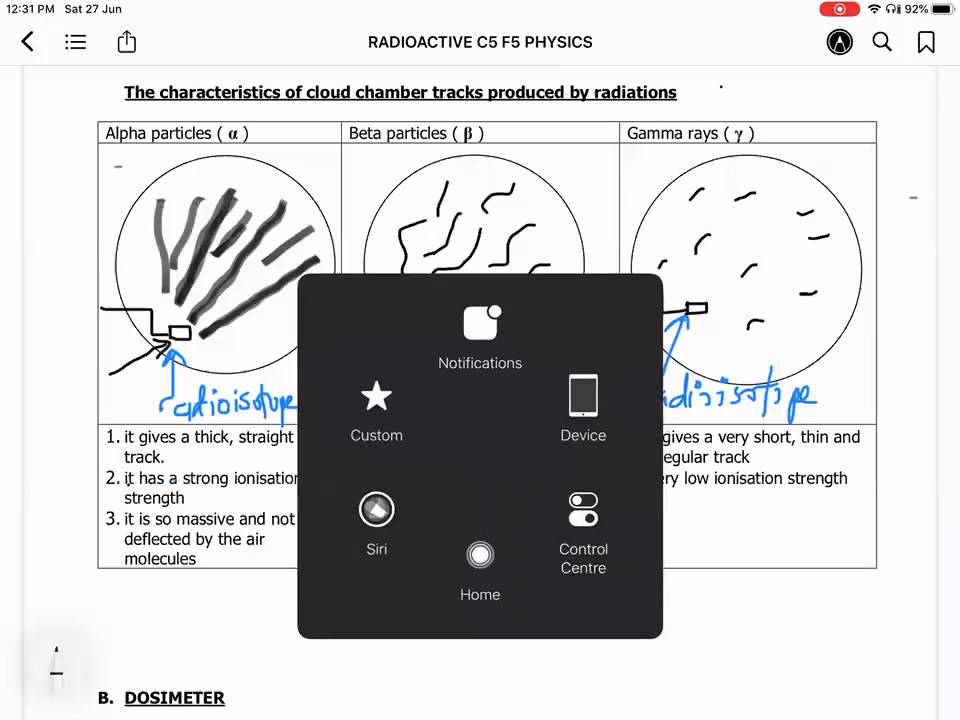 12:31 PM Sat 27 Jun
92%
RADIOACTIVE C5 F5 PHYSICS
The characteristics of cloud chamber tracks produced by radiations
Alpha particles ( α )
Beta particles ( β )
Gamma rays ( γ )
radioisotope
1. it gives a thick, straight
track.
2. it has a strong ionisation
strength
3. it is so massive and not
deflected by the air
molecules
Notifications
Custom
Device
Siri
Control
Centre
Home
adioisotope
gives a very short, thin and
egular track
ery low ionisation strength
B. DOSIMETER